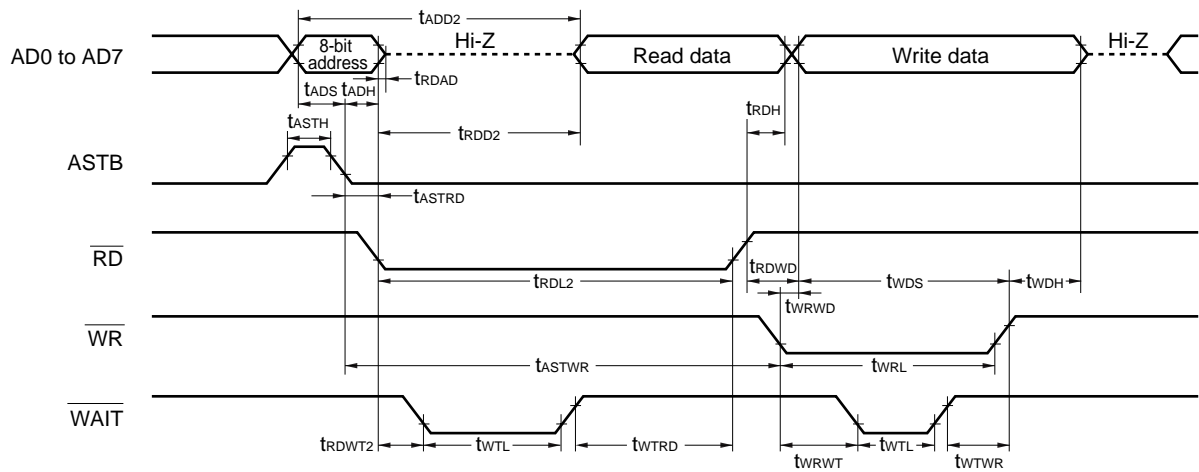 tADD2
AD0 to AD7
8-bit address
Hi-Z
Read data
Write data
Hi-Z
tRDAD
tADS
tADH
tASTH
tRDD2
tRDH
ASTB
tASTRD
RD
tRDL2
tRDWD
tWDS
tWDH
tWRWD
WR
tASTWR
tWRL
WAIT
tRDWT2
tWTL
tWTRD
tWRWT
tWTL
tWTWR